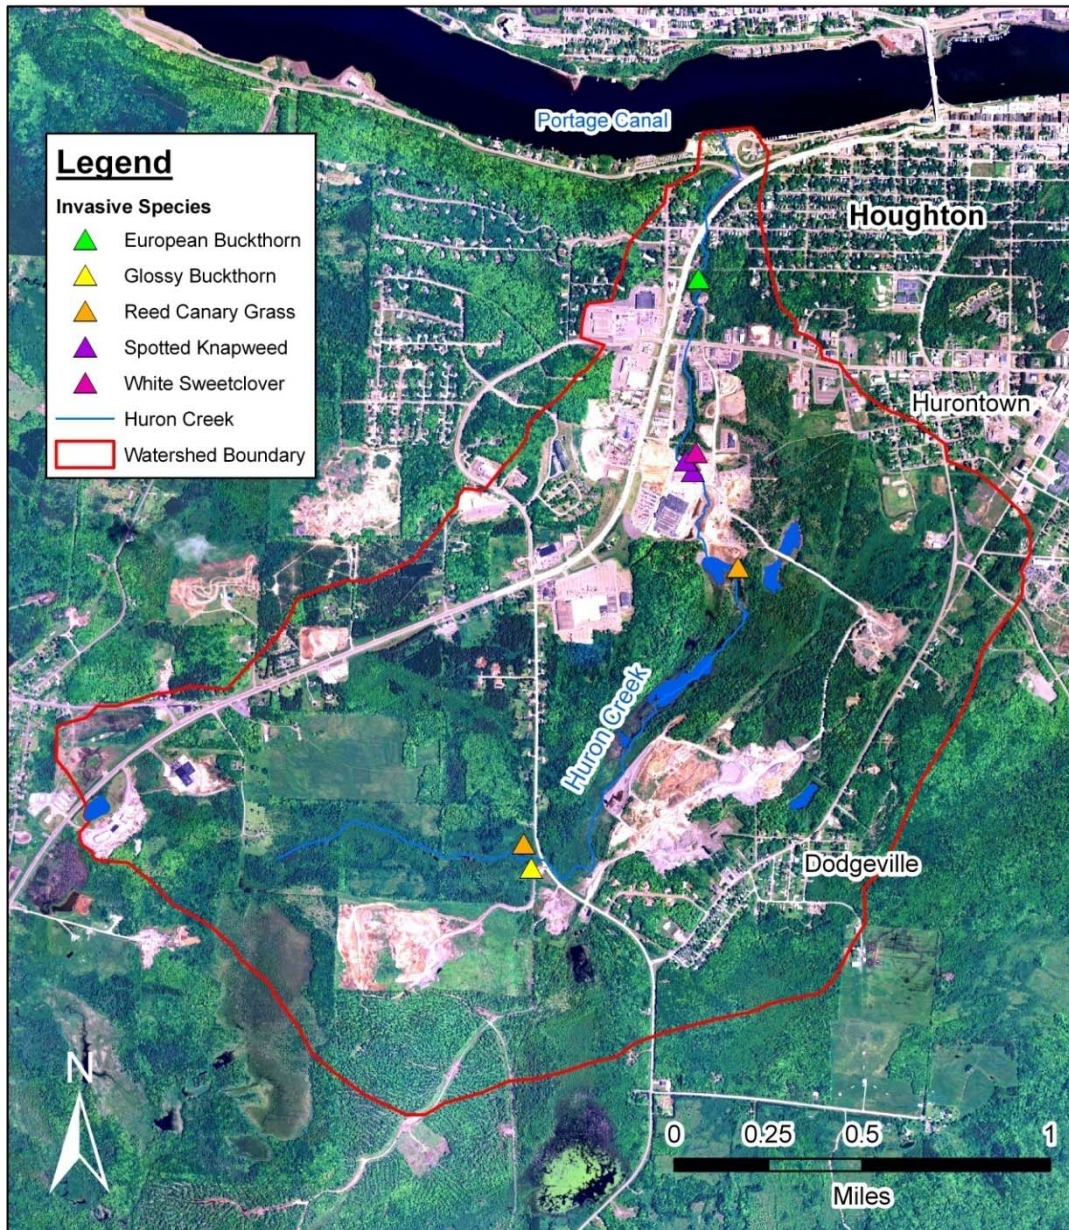 Portage Canal
Legend
Invasive Species
European Buckthorn
Glossy Buckthorn
Reed Canary Grass
Spotted Knapweed
White Sweetclover
Huron Creek
Watershed Boundary
Houghton
Hurontown
Huron Creek
Dodgeville
N
0 0.25 0.5 1
Miles